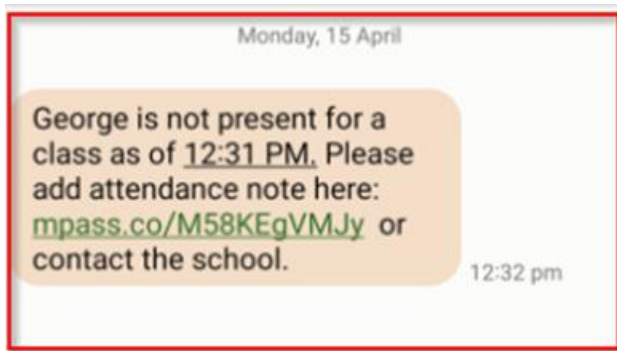 Monday, 15 April
George is not present for a
class as of 12:31 PM. Please
add attendance note here:
mpass.co/M58KEgVMJy or
contact the school.
12:32 pm